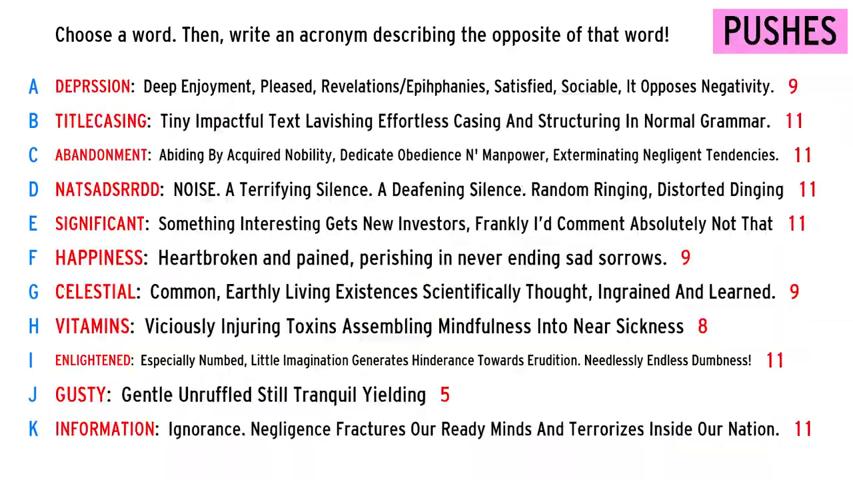 Choose a word. Then, write an acronym describing the opposite of that word! PUSHES
A DEPRSSION: Deep Enjoyment, Pleased, Revelations/Epihphanies, Satisfied, Sociable, It Opposes Negativity. 9
B TITLECASING: Tiny Impactful Text Lavishing Effortless Casing And Structuring In Normal Grammar. 11
C ABANDONMENT: Abiding By Acquired Nobility, Dedicate Obedience N' Manpower, Exterminating Negligent Tendencies. 11
D NATSADSRRDD: NOISE. A Terrifying Silence. A Deafening Silence. Random Ringing, Distorted Dinging 11
E SIGNIFICANT: Something Interesting Gets New Investors, Frankly I'd Comment Absolutely Not That 11
F HAPPINESS: Heartbroken and pained, perishing in never ending sad sorrows. 9
G CELESTIAL: Common, Earthly Living Existences Scientifically Thought, Ingrained And Learned. 9
H VITAMINS: Viciously Injuring Toxins Assembling Mindfulness Into Near Sickness 8
I ENLIGHTENED: Especially Numbed, Little Imagination Generates Hinderance Towards Erudition. Needlessly Endless Dumbness! 11
J GUSTY: Gentle Unruffled Still Tranquil Yielding 5
K INFORMATION: Ignorance. Negligence Fractures Our Ready Minds And Terrorizes Inside Our Nation. 11